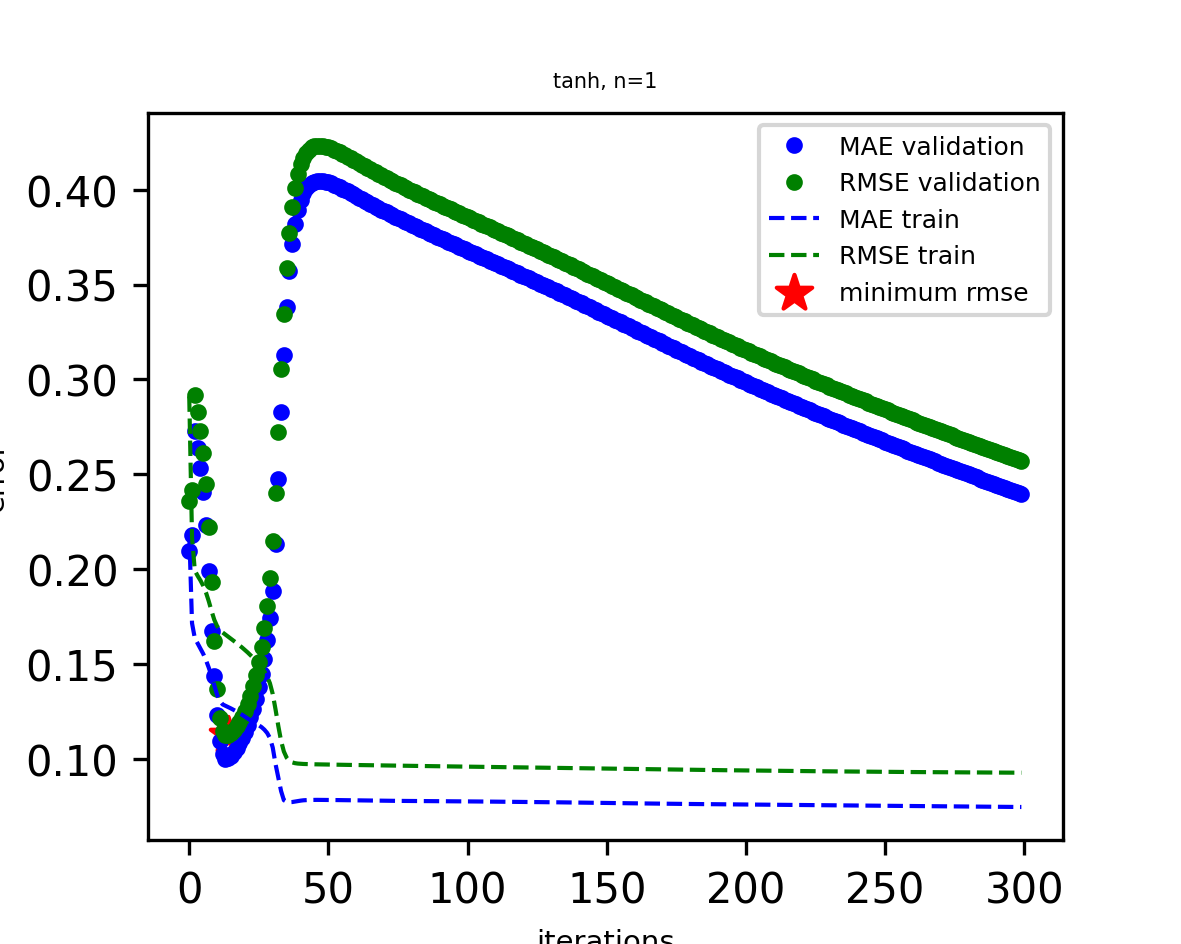 tanh, n=1
MAE validation
RMSE validation
MAE train
RMSE train
minimum rmse
0.40
0.35
0.30
0.25
0.20
0.15
0.10
0 50 100 150 200 250 300
iterations